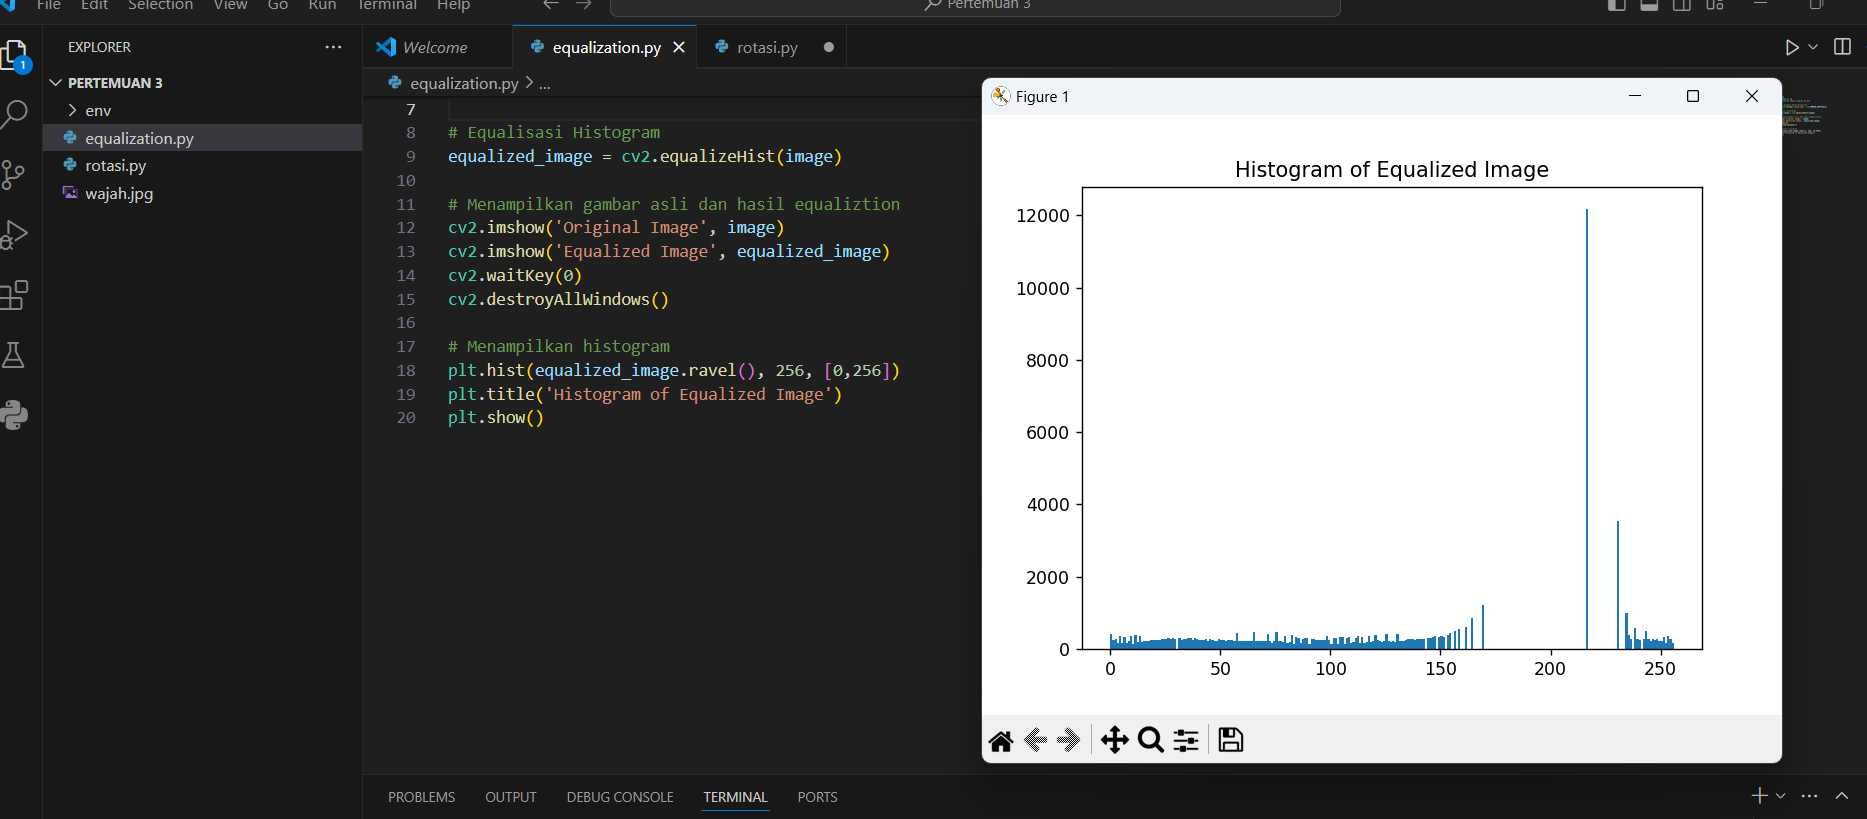 File Edit Selection View Go Run Terminal Help
Pertemuan 3
EXPLORER
PERTEMUAN 3
env
equalization.py
rotasi.py
wajah.jpg
1
Welcome
equalization.py
rotasi.py
equalization.py > ...
7
8 # Equalisasi Histogram
9 equalized_image = cv2.equalizeHist(image)
10
11 # Menampilkan gambar asli dan hasil equaliztion
12 cv2.imshow('Original Image', image)
13 cv2.imshow('Equalized Image', equalized_image)
14 cv2.waitKey(0)
15 cv2.destroyAllWindows()
16
17 # Menampilkan histogram
18 plt.hist(equalized_image.ravel(), 256, [0,256])
19 plt.title('Histogram of Equalized Image')
20 plt.show()
Figure 1
Histogram of Equalized Image
12000
10000
8000
6000
4000
2000
0
0 50 100 150 200 250
PROBLEMS OUTPUT DEBUG CONSOLE TERMINAL PORTS